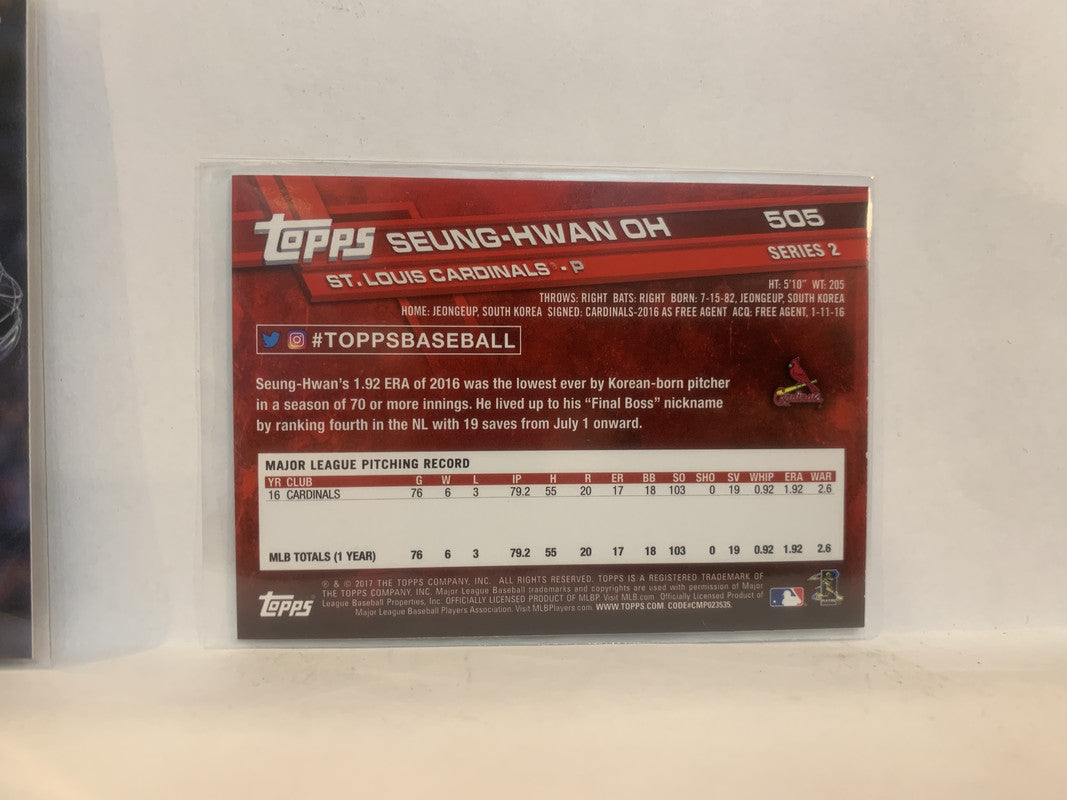 TOPPS SEUNG-HWAN OH 505
ST. LOUIS CARDINALS® - P SERIES 2
HT: 5'10" WT: 205
THROWS: RIGHT BATS: RIGHT BORN: 7-15-82, JEONGEUP, SOUTH KOREA
HOME: JEONGEUP, SOUTH KOREA SIGNED: CARDINALS-2016 AS FREE AGENT ACQ: FREE AGENT, 1-11-16
#TOPPSBASEBALL
Seung-Hwan's 1.92 ERA of 2016 was the lowest ever by Korean-born pitcher
in a season of 70 or more innings. He lived up to his "Final Boss" nickname
by ranking fourth in the NL with 19 saves from July 1 onward.
Cardinals
MAJOR LEAGUE PITCHING RECORD
YR CLUB G W L IP H R ER BB SO SHO SV WHIP ERA WAR
16 CARDINALS 76 6 3 79.2 55 20 17 18 103 0 19 0.92 1.92 2.6
MLB TOTALS (1 YEAR) 76 6 3 79.2 55 20 17 18 103 0 19 0.92 1.92 2.6
® & © 2017 THE TOPPS COMPANY, INC. ALL RIGHTS RESERVED. TOPPS IS A REGISTERED TRADEMARK OF
THE TOPPS COMPANY, INC. Major League Baseball trademarks and copyrights are used with permission of Major
League Baseball Properties, Inc. OFFICIALLY LICENSED PRODUCT OF MLBP. Visit MLB.com. Officially Licensed Product of
Major League Baseball Players Association. Visit MLBPlayers.com. WWW.TOPPS.COM CODE#CMP023535.
TOPPS